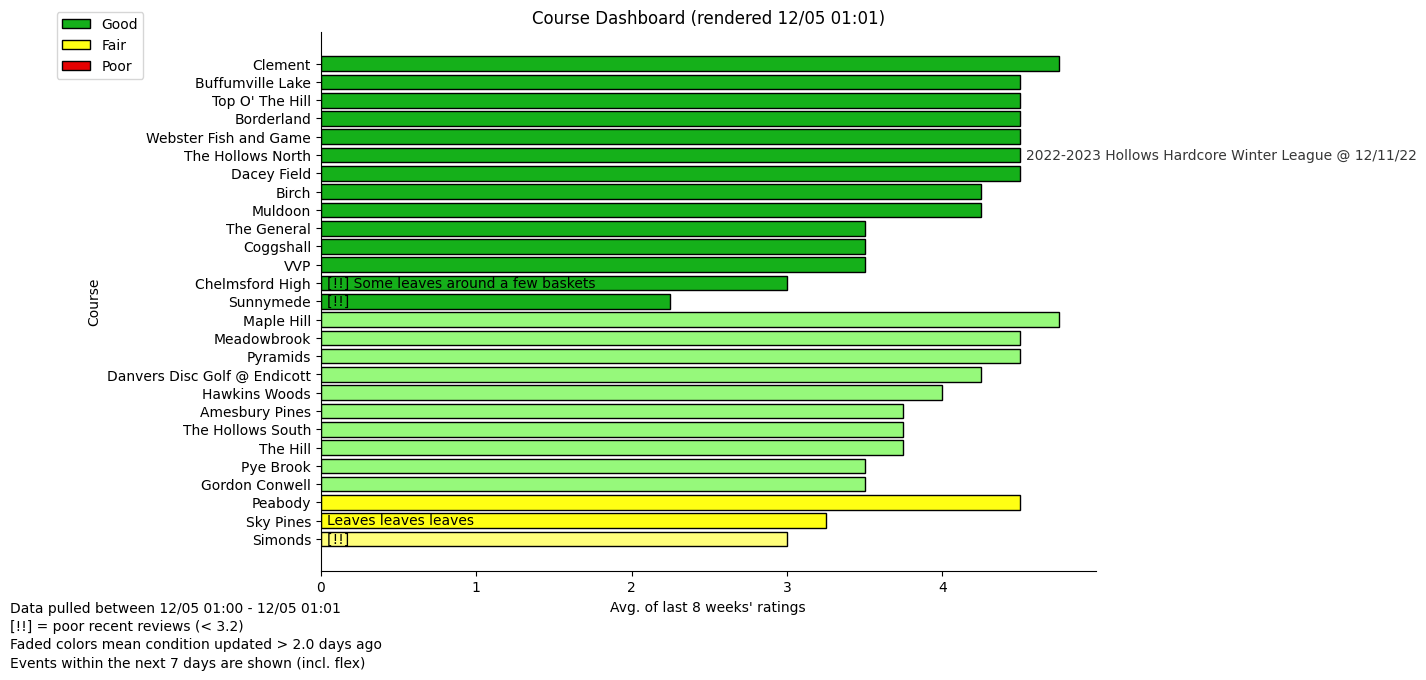 Course Dashboard (rendered 12/05 01:01)
Good
Fair
Poor
Course
Clement
Buffumville Lake
Top O' The Hill
Borderland
Webster Fish and Game
The Hollows North
2022-2023 Hollows Hardcore Winter League @ 12/11/22
Dacey Field
Birch
Muldoon
The General
Coggshall
VVP
Chelmsford High
[!!] Some leaves around a few baskets
Sunnymede
[!!]
Maple Hill
Meadowbrook
Pyramids
Danvers Disc Golf @ Endicott
Hawkins Woods
Amesbury Pines
The Hollows South
The Hill
Pye Brook
Gordon Conwell
Peabody
Sky Pines
Leaves leaves leaves
Simonds
[!!]
0 1 2 3 4
Avg. of last 8 weeks' ratings
Data pulled between 12/05 01:00 - 12/05 01:01
[!!] = poor recent reviews (< 3.2)
Faded colors mean condition updated > 2.0 days ago
Events within the next 7 days are shown (incl. flex)